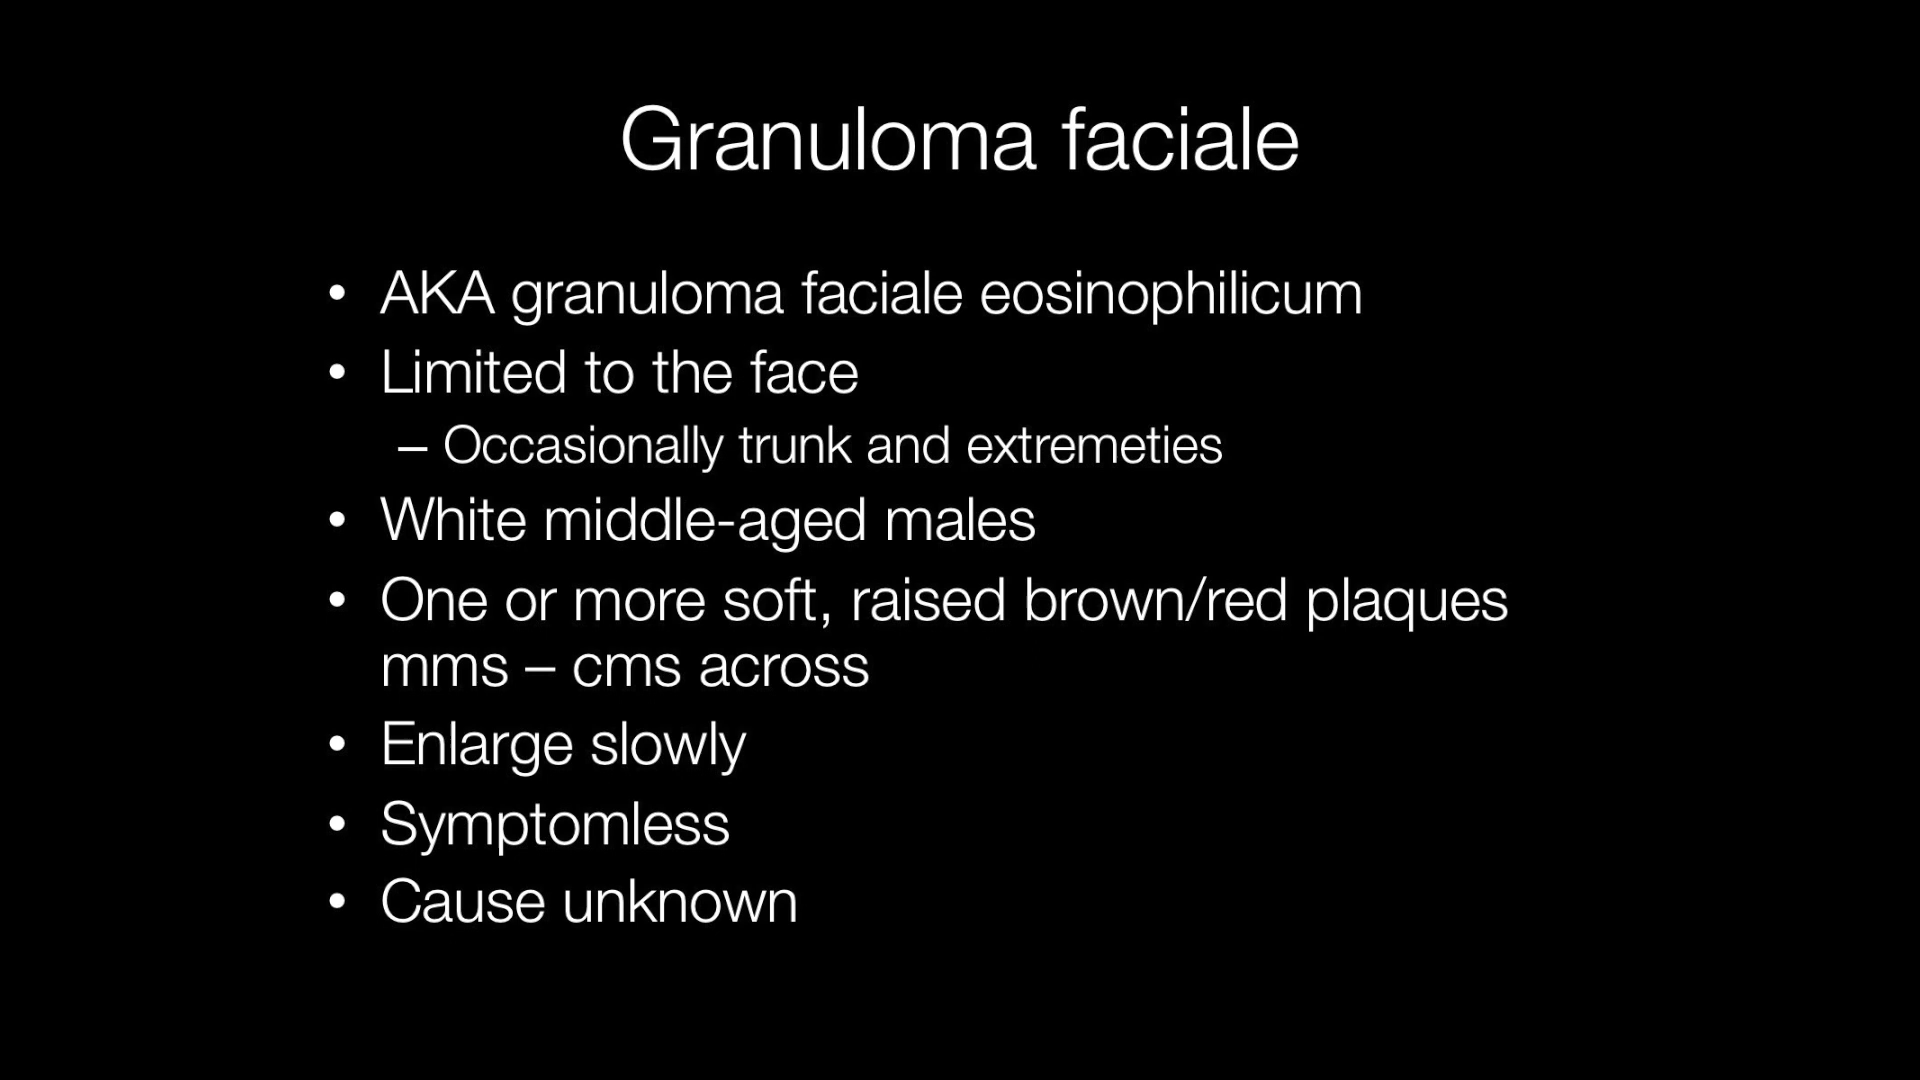 Granuloma faciale
• AKA granuloma faciale eosinophilicum
• Limited to the face
– Occasionally trunk and extremeties
• White middle-aged males
• One or more soft, raised brown/red plaques
mms – cms across
• Enlarge slowly
• Symptomless
• Cause unknown